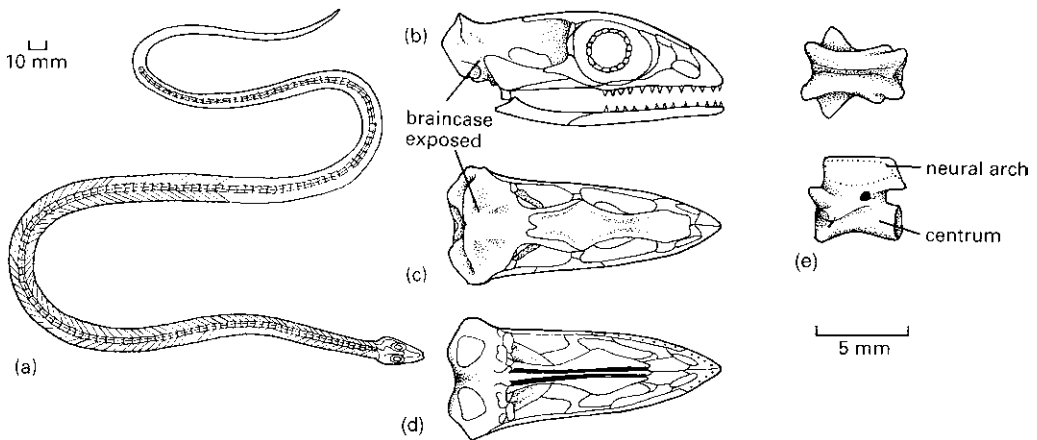 10 mm
(a)
(b)
braincase
exposed
(c)
(d)
neural arch
centrum
(e)
5 mm